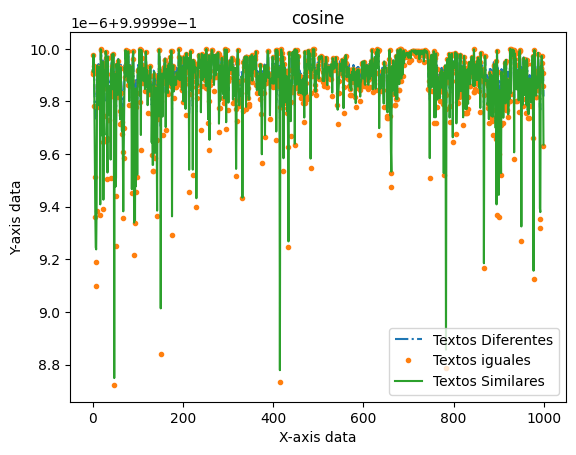 cosine
1e-6+9.9999e-1
10.0
9.8
9.6
9.4
9.2
9.0
8.8
Y-axis data
Textos Diferentes
Textos iguales
Textos Similares
0 200 400 600 800 1000
X-axis data